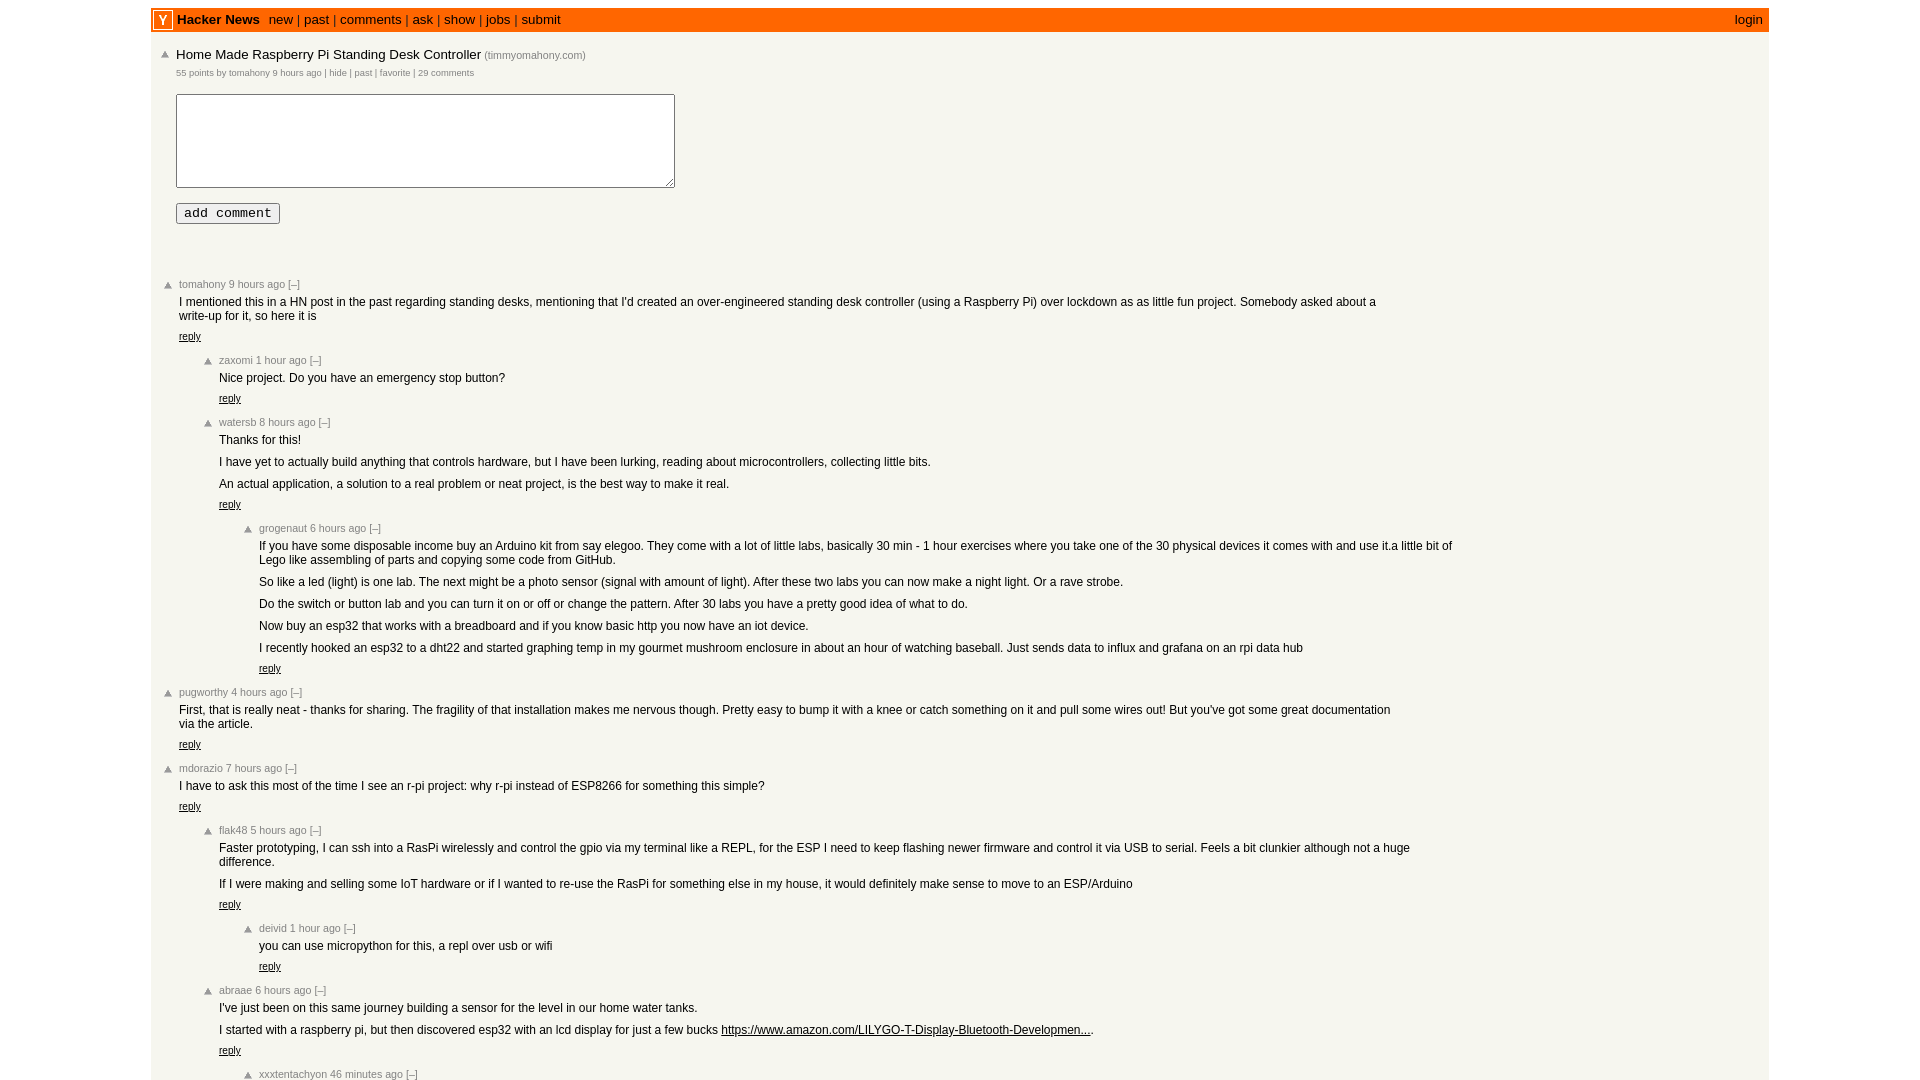 Y Hacker News new | past | comments | ask | show | jobs | submit login
Home Made Raspberry Pi Standing Desk Controller (timmyomahony.com)
55 points by tomahony 9 hours ago | hide | past | favorite | 29 comments
add comment
tomahony 9 hours ago [–]
I mentioned this in a HN post in the past regarding standing desks, mentioning that I'd created an over-engineered standing desk controller (using a Raspberry Pi) over lockdown as as little fun project. Somebody asked about a
write-up for it, so here it is
reply
zaxomi 1 hour ago [–]
Nice project. Do you have an emergency stop button?
reply
watersb 8 hours ago [–]
Thanks for this!
I have yet to actually build anything that controls hardware, but I have been lurking, reading about microcontrollers, collecting little bits.
An actual application, a solution to a real problem or neat project, is the best way to make it real.
reply
grogenaut 6 hours ago [–]
If you have some disposable income buy an Arduino kit from say elegoo. They come with a lot of little labs, basically 30 min - 1 hour exercises where you take one of the 30 physical devices it comes with and use it.a little bit of
Lego like assembling of parts and copying some code from GitHub.
So like a led (light) is one lab. The next might be a photo sensor (signal with amount of light). After these two labs you can now make a night light. Or a rave strobe.
Do the switch or button lab and you can turn it on or off or change the pattern. After 30 labs you have a pretty good idea of what to do.
Now buy an esp32 that works with a breadboard and if you know basic http you now have an iot device.
I recently hooked an esp32 to a dht22 and started graphing temp in my gourmet mushroom enclosure in about an hour of watching baseball. Just sends data to influx and grafana on an rpi data hub
reply
pugworthy 4 hours ago [–]
First, that is really neat - thanks for sharing. The fragility of that installation makes me nervous though. Pretty easy to bump it with a knee or catch something on it and pull some wires out! But you've got some great documentation
via the article.
reply
mdorazio 7 hours ago [–]
I have to ask this most of the time I see an r-pi project: why r-pi instead of ESP8266 for something this simple?
reply
flak48 5 hours ago [–]
Faster prototyping, I can ssh into a RasPi wirelessly and control the gpio via my terminal like a REPL, for the ESP I need to keep flashing newer firmware and control it via USB to serial. Feels a bit clunkier although not a huge
difference.
If I were making and selling some IoT hardware or if I wanted to re-use the RasPi for something else in my house, it would definitely make sense to move to an ESP/Arduino
reply
deivid 1 hour ago [–]
you can use micropython for this, a repl over usb or wifi
reply
abraae 6 hours ago [–]
I've just been on this same journey building a sensor for the level in our home water tanks.
I started with a raspberry pi, but then discovered esp32 with an lcd display for just a few bucks https://www.amazon.com/LILYGO-T-Display-Bluetooth-Developmen....
reply
xxxtentachyon 46 minutes ago [–]